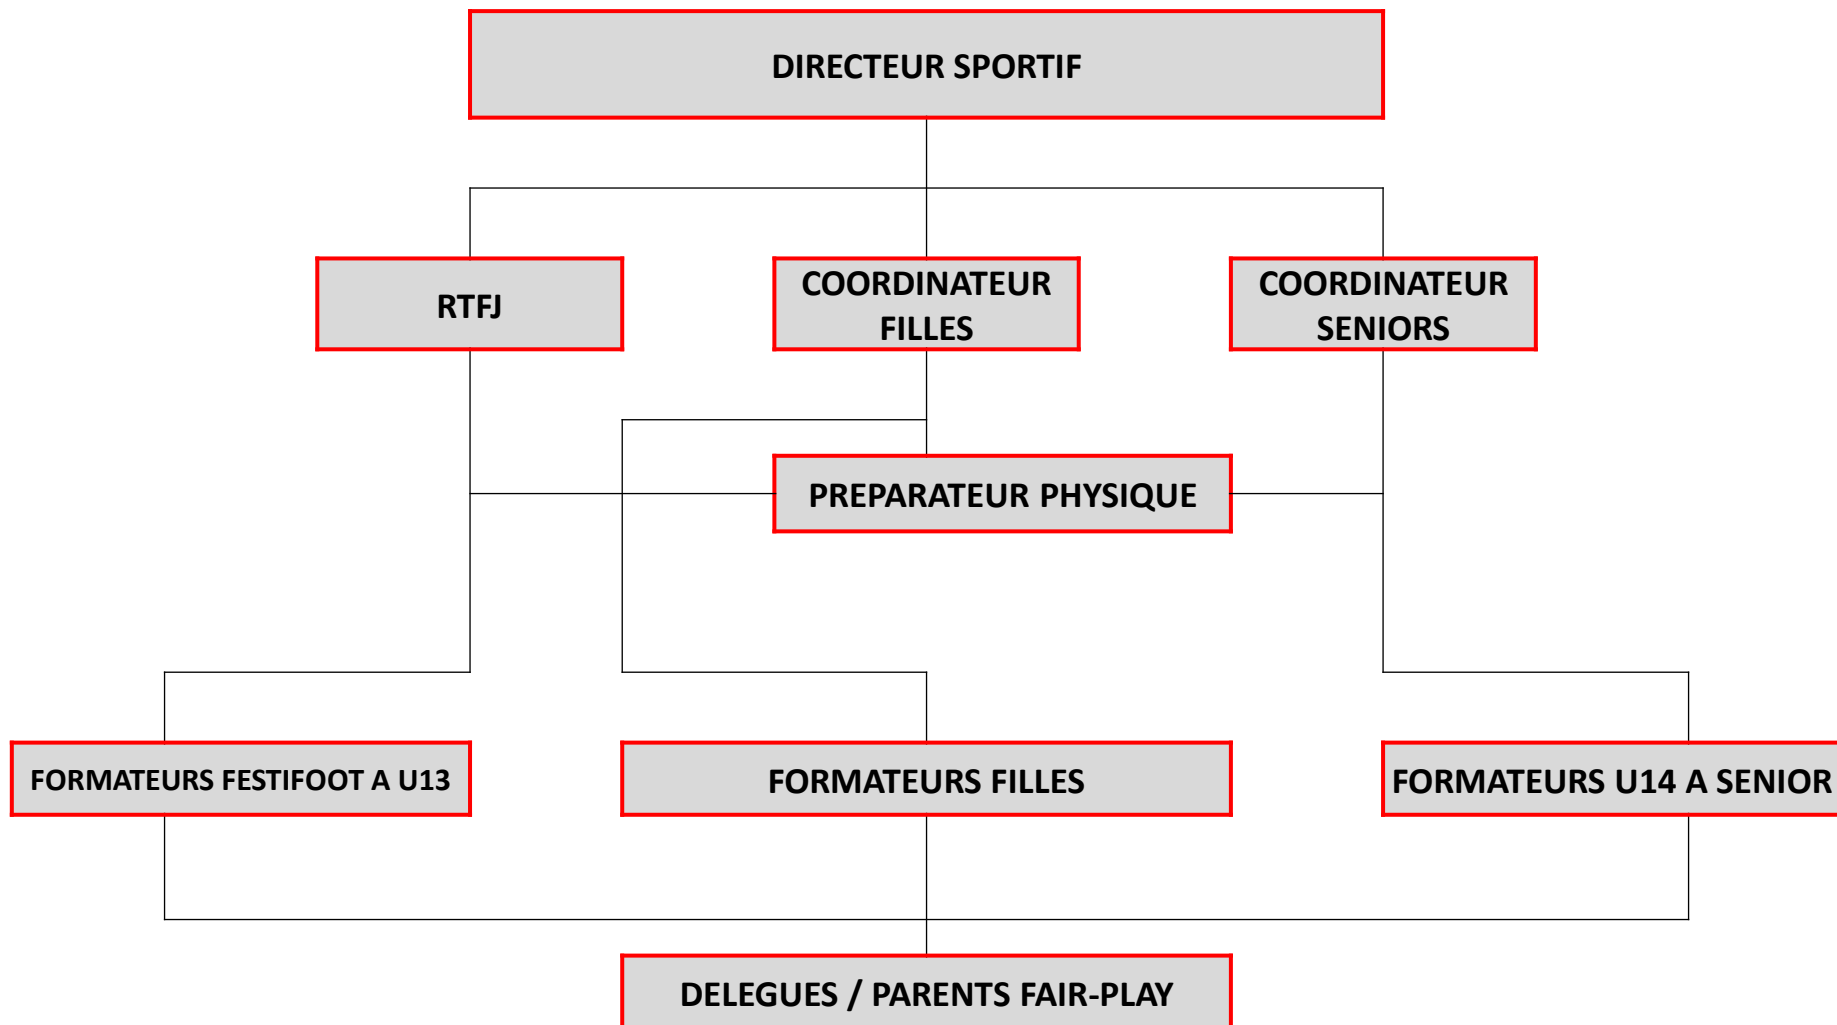 DIRECTEUR SPORTIF
RTFJ
COORDINATEUR
FILLES
COORDINATEUR
SENIORS
PREPARATEUR PHYSIQUE
FORMATEURS FESTIFOOT A U13
FORMATEURS FILLES
FORMATEURS U14 A SENIOR
DELEGUES / PARENTS FAIR-PLAY